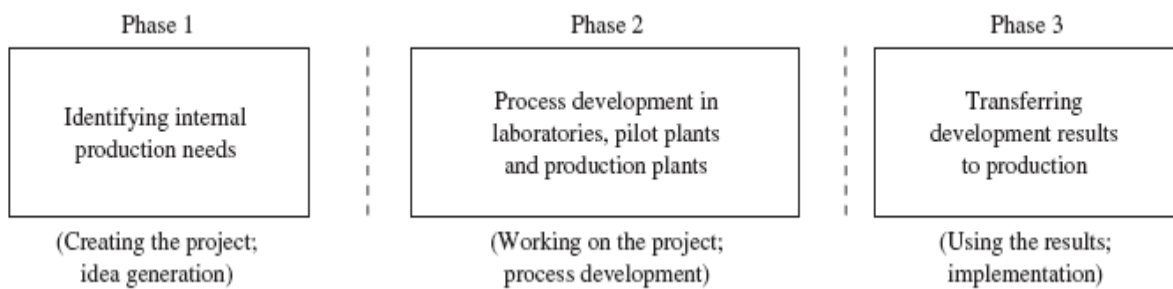 Phase 1
Identifying internal
production needs
(Creating the project;
idea generation)
Phase 2
Process development in
laboratories, pilot plants
and production plants
(Working on the project;
process development)
Phase 3
Transferring
development results
to production
(Using the results;
implementation)